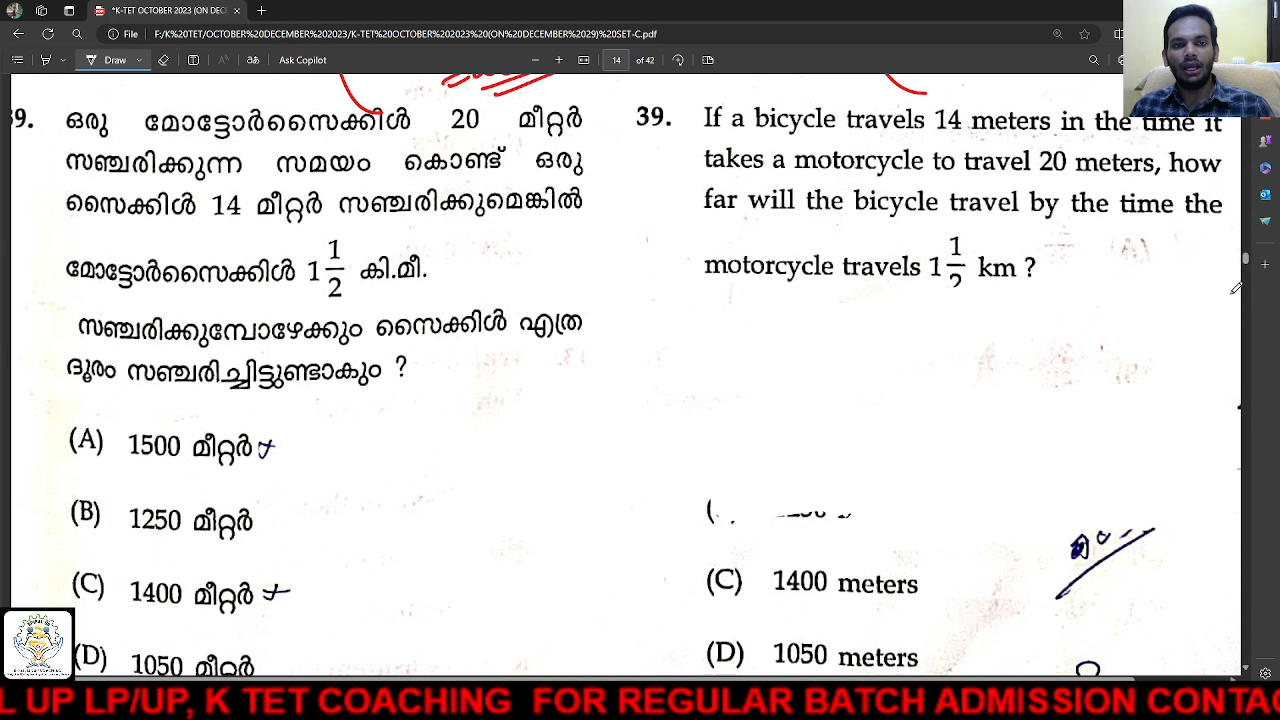 *K-TET OCTOBER 2023 (ON DEC
File F:/K%20TET/OCTOBER%20DECEMBER%202023/K-TET%20OCTOBER%202023%20(ON%20DECEMBER%2029)%20SET-C.pdf
Draw Ask Copilot 14 of 42
39. ഒരു മോട്ടോർസൈക്കിൾ 20 മീറ്റർ
സഞ്ചരിക്കുന്ന സമയം കൊണ്ട് ഒരു
സൈക്കിൾ 14 മീറ്റർ സഞ്ചരിക്കുമെങ്കിൽ
മോട്ടോർസൈക്കിൾ 1 1/2 കി.മീ.
സഞ്ചരിക്കുമ്പോഴേക്കും സൈക്കിൾ എത്ര
ദൂരം സഞ്ചരിച്ചിട്ടുണ്ടാകും ?
(A) 1500 മീറ്റർ
(B) 1250 മീറ്റർ
(C) 1400 മീറ്റർ
(D) 1050 മീറ്റർ
39. If a bicycle travels 14 meters in the time it
takes a motorcycle to travel 20 meters, how
far will the bicycle travel by the time the
motorcycle travels 1 1/2 km ?
(C) 1400 meters
(D) 1050 meters
L UP LP/UP, K TET COACHING FOR REGULAR BATCH ADMISSION CONTAC